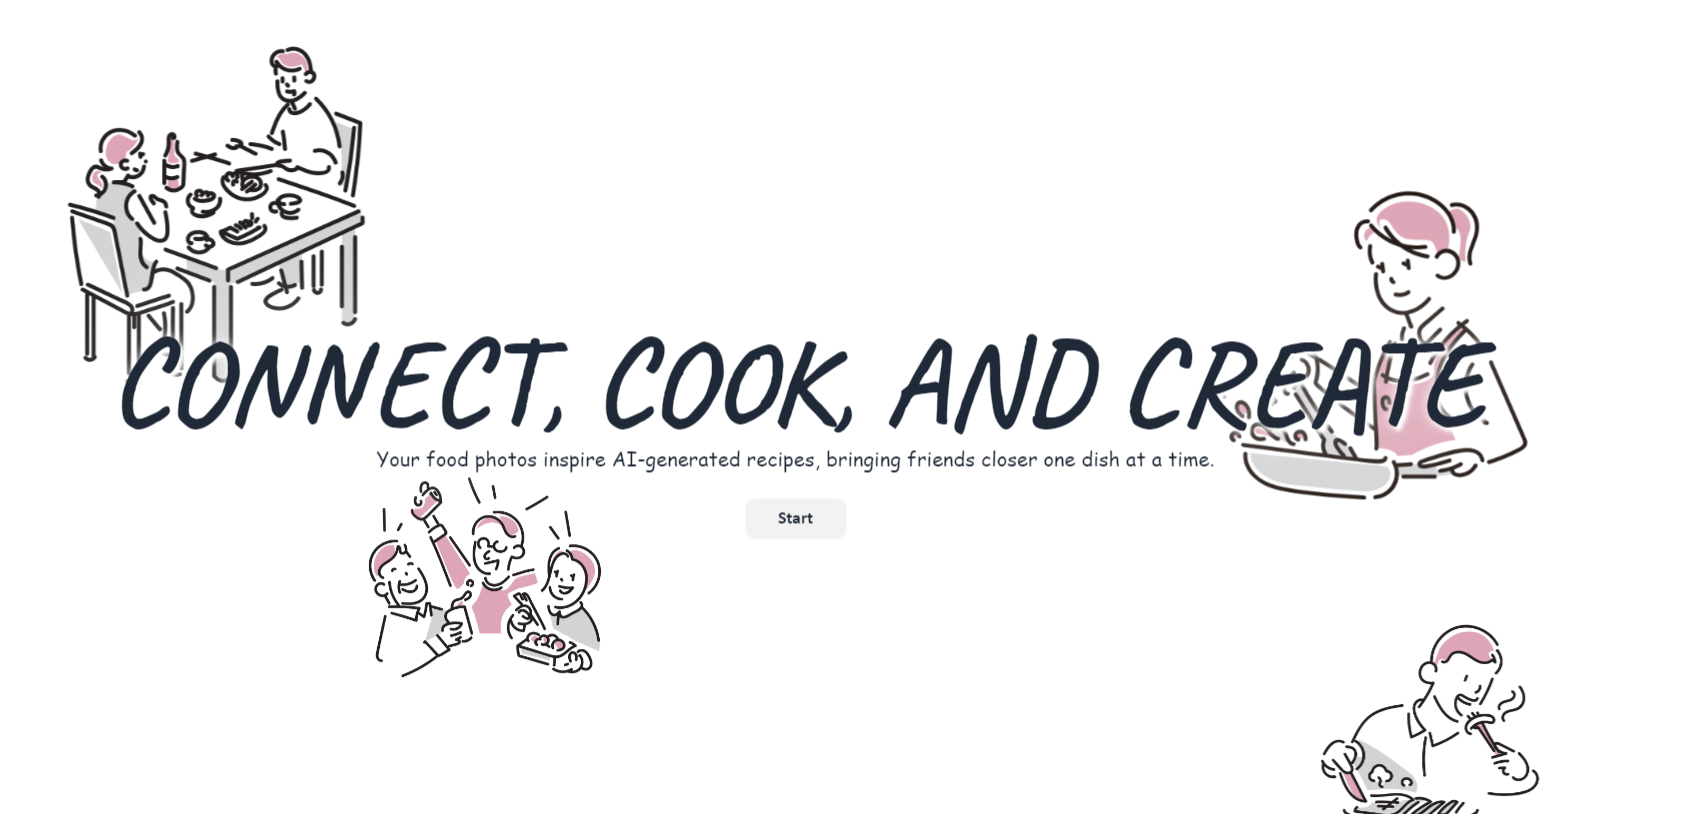 CONNECT, COOK, AND CREATE
Your food photos inspire AI-generated recipes, bringing friends closer one dish at a time.
Start